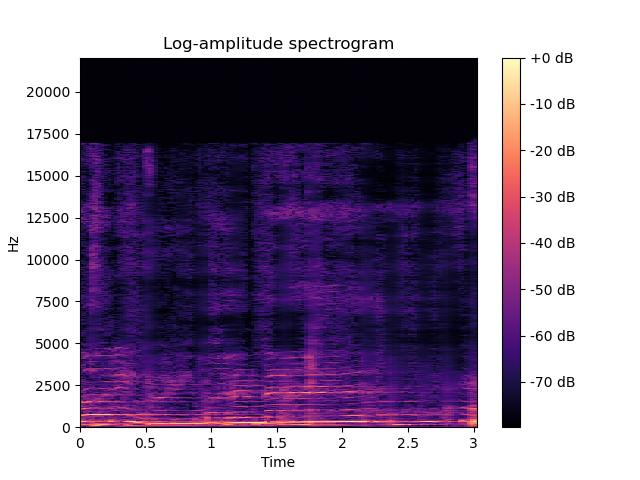 Log-amplitude spectrogram
20000
17500
15000
12500
10000
7500
5000
2500
0
Hz
0 0.5 1 1.5 2 2.5 3
Time
+0 dB
-10 dB
-20 dB
-30 dB
-40 dB
-50 dB
-60 dB
-70 dB